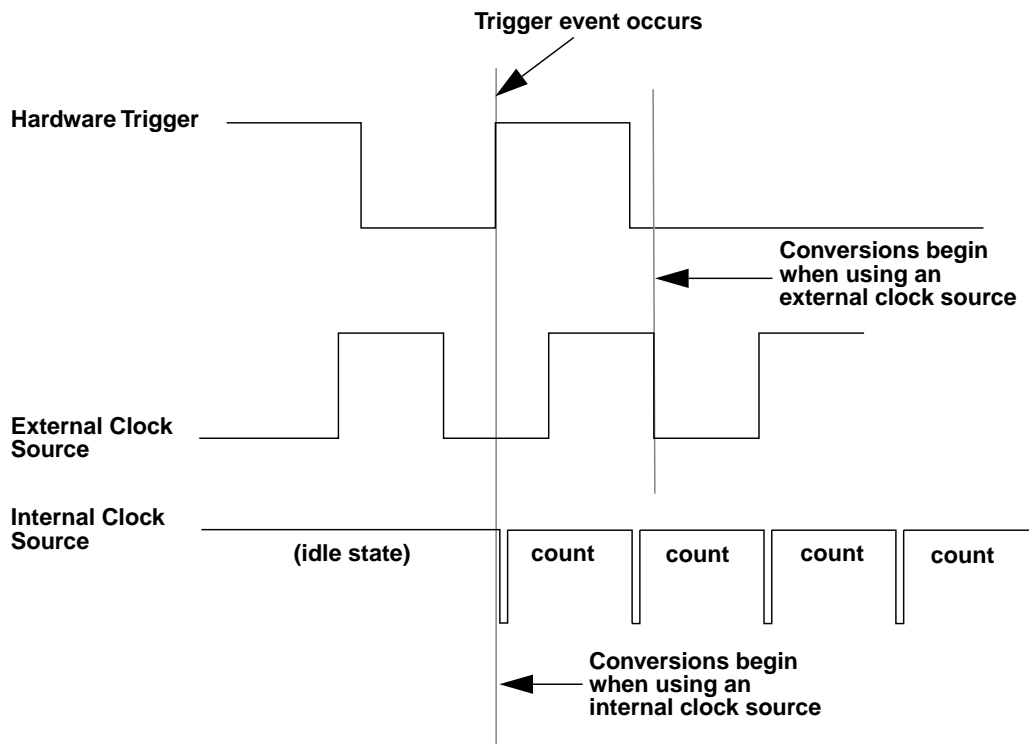 Trigger event occurs
Hardware Trigger
Conversions begin
when using an
external clock source
External Clock
Source
Internal Clock
Source
(idle state)
count
count
count
count
Conversions begin
when using an
internal clock source